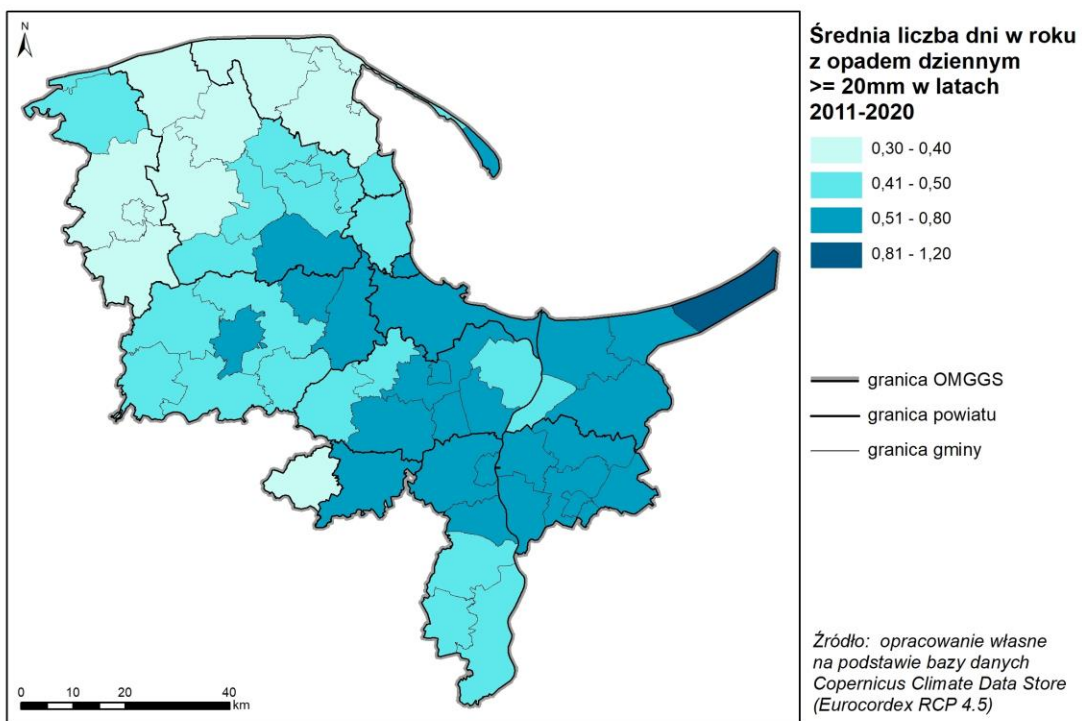 N
Średnia liczba dni w roku
z opadem dziennym
>= 20mm w latach
2011-2020
0,30 - 0,40
0,41 - 0,50
0,51 - 0,80
0,81 - 1,20
granica OMGGS
granica powiatu
granica gminy
Źródło: opracowanie własne
na podstawie bazy danych
Copernicus Climate Data Store
(Eurocordex RCP 4.5)
0 5 10 20 40
km